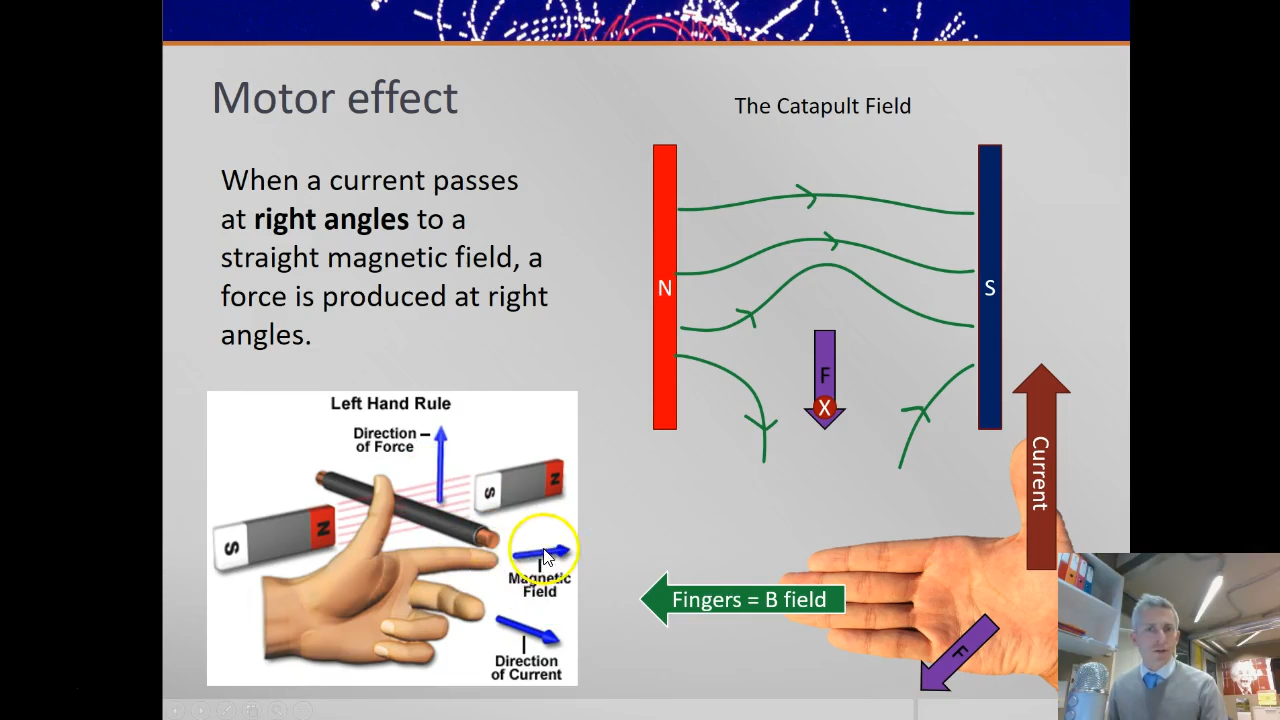 Motor effect
The Catapult Field
When a current passes
at right angles to a
straight magnetic field, a
force is produced at right
angles.
N
S
F
X
Current
Left Hand Rule
Direction
of Force
S
N
S
N
Magnetic
Field
Direction
of Current
Fingers = B field
F